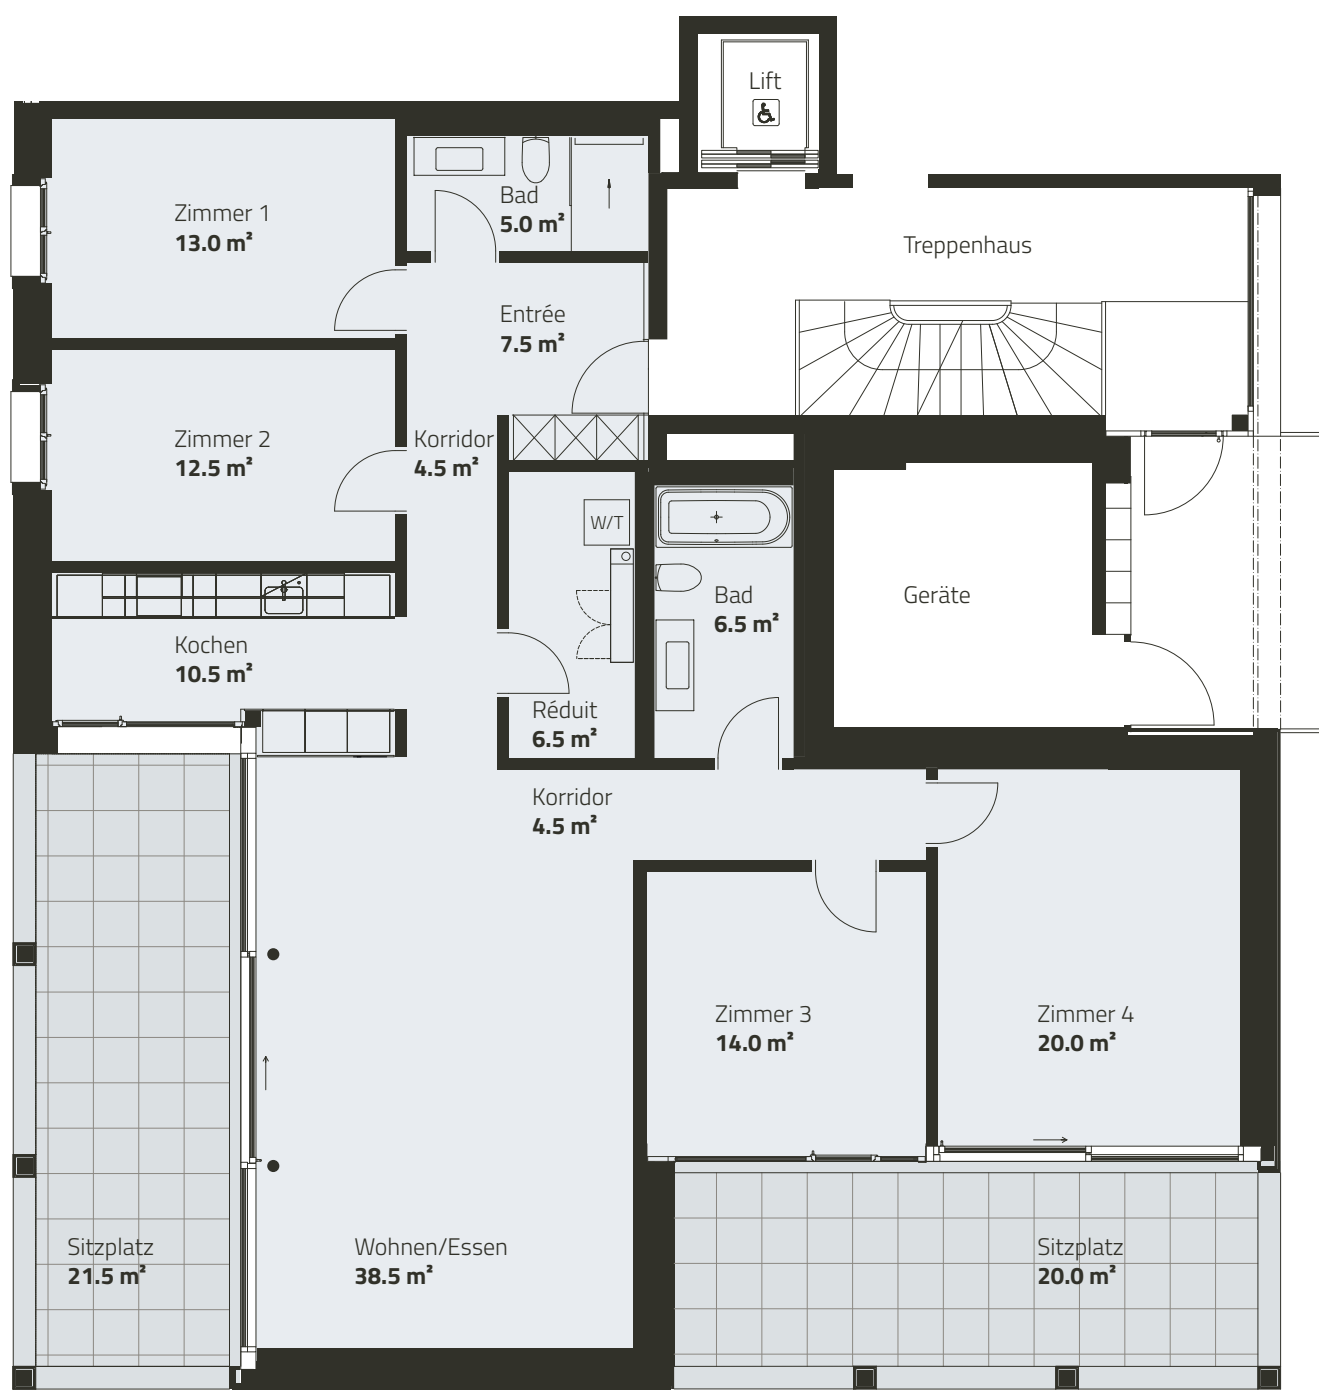 Lift
Zimmer 1
13.0 m²
Bad
5.0 m²
Treppenhaus
Entrée
7.5 m²
Zimmer 2
12.5 m²
Korridor
4.5 m²
W/T
Kochen
10.5 m²
Réduit
6.5 m²
Bad
6.5 m²
Geräte
Korridor
4.5 m²
Zimmer 3
14.0 m²
Zimmer 4
20.0 m²
Sitzplatz
21.5 m²
Wohnen/Essen
38.5 m²
Sitzplatz
20.0 m²